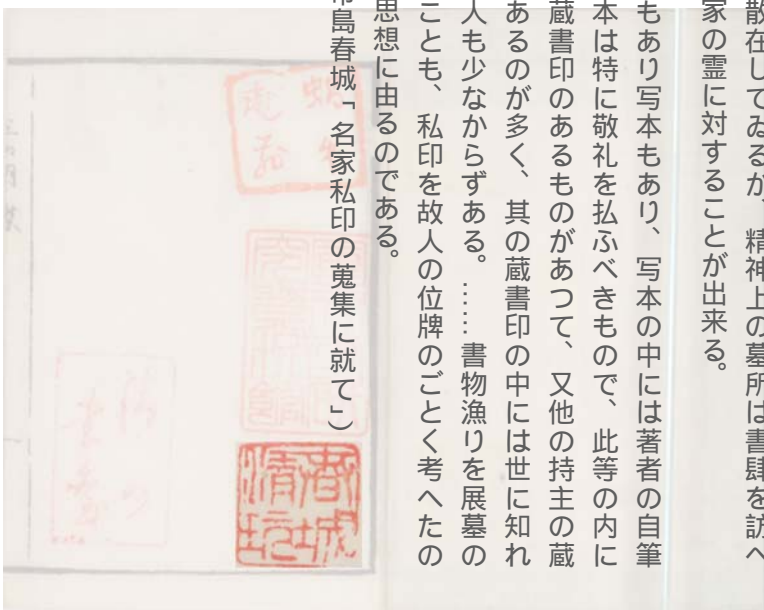 散在してゐるが、精神上の墓所は書肆を訪へ
家の霊に対することが出来る。
もあり写本もあり、写本の中には著者の自筆
本は特に敬礼を払ふべきもので、此等の内に
蔵書印のあるものがあつて、又他の持主の蔵
あるのが多く、其の蔵書印の中には世に知れ
人も少なからずある。……書物漁りを展墓の
ことも、私印を故人の位牌のごとく考へたの
思想に由るのである。
市島春城「名家私印の蒐集に就て」）
春城
清玩